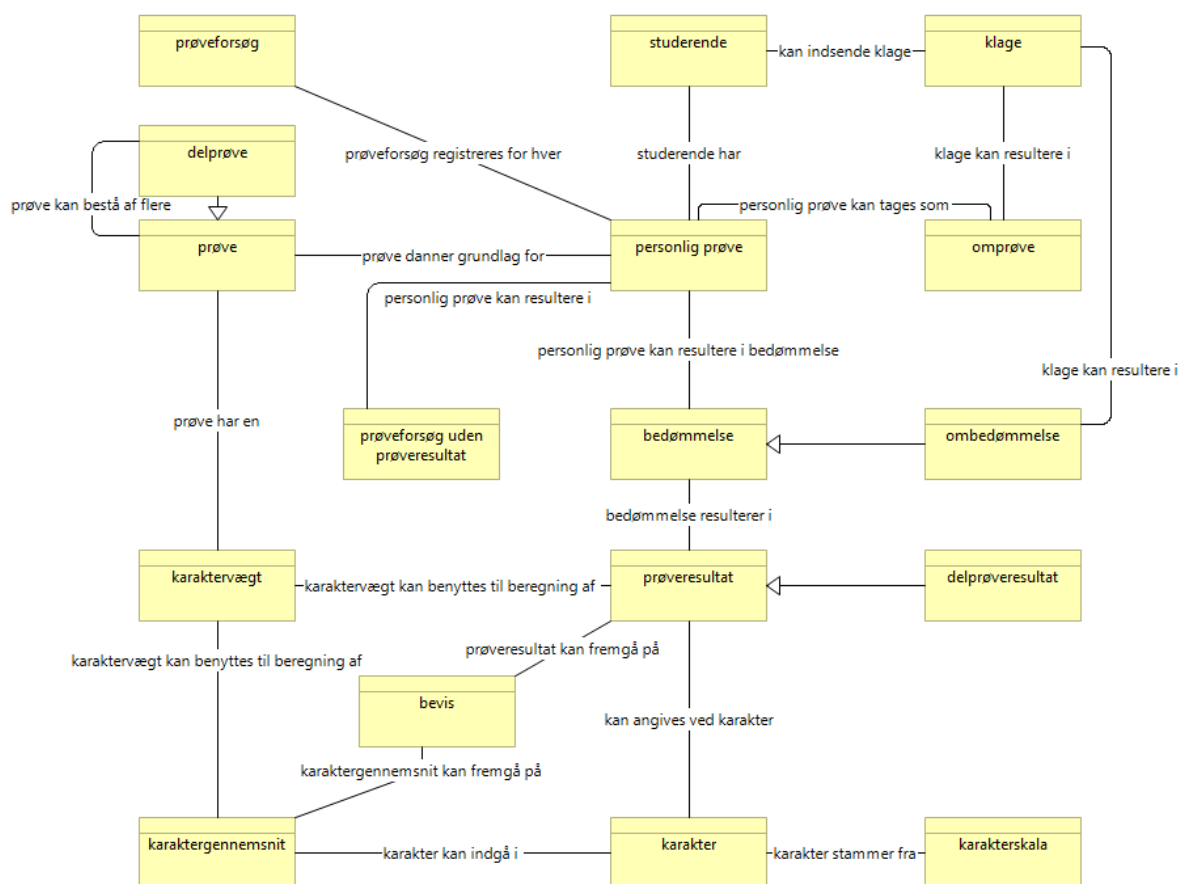 prøveforsøg
studerende
kan indsende klage
klage
delprøve
prøveforsøg registreres for hver
studerende har
klage kan resultere i
prøve kan bestå af flere
personlig prøve kan tages som
prøve
prøve danner grundlag for
personlig prøve
omprøve
personlig prøve kan resultere i
personlig prøve kan resultere i bedømmelse
klage kan resultere i
prøve har en
prøveforsøg uden
prøveresultat
bedømmelse
ombedømmelse
bedømmelse resulterer i
karaktervægt
karaktervægt kan benyttes til beregning af
prøveresultat
delprøveresultat
prøveresultat kan fremgå på
karaktervægt kan benyttes til beregning af
bevis
kan angives ved karakter
karaktergennemsnit kan fremgå på
karaktergennemsnit
karakter kan indgå i
karakter
karakter stammer fra
karakterskala